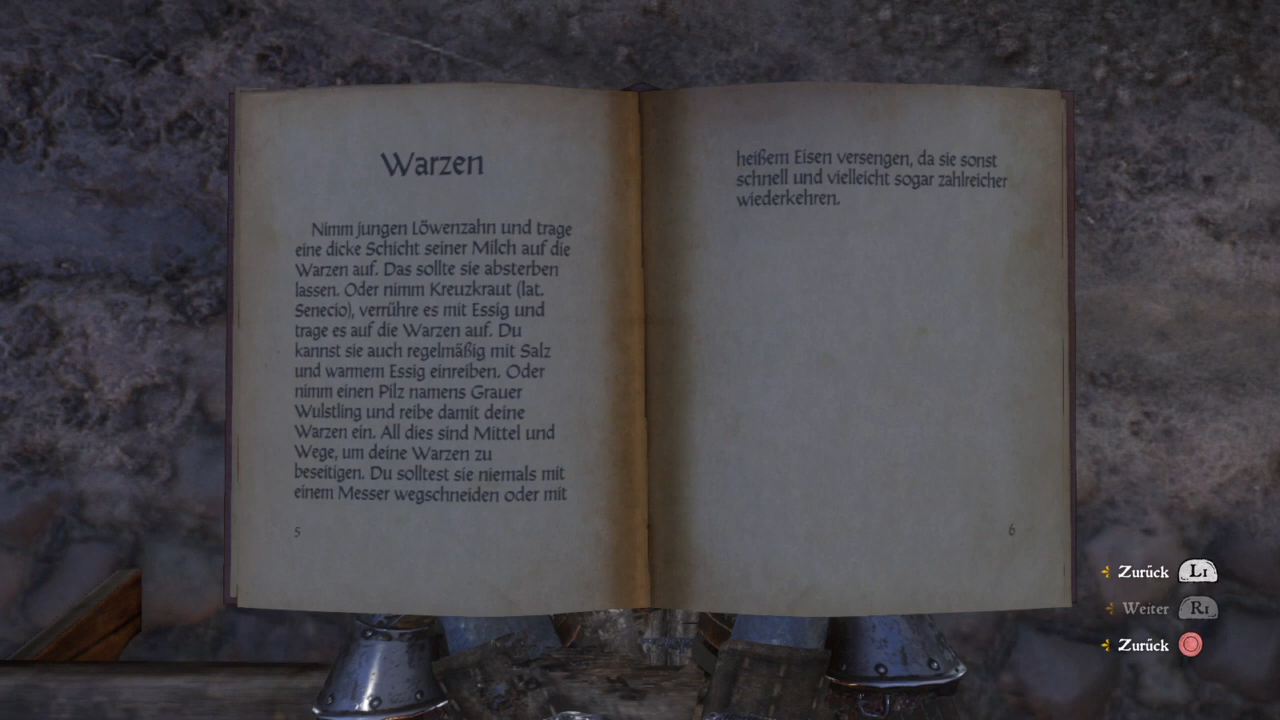 Warzen
Nimm jungen Löwenzahn und trage
eine dicke Schicht seiner Milch auf die
Warzen auf. Das sollte sie absterben
lassen. Oder nimm Kreuzkraut (lat.
Senecio), verrühre es mit Essig und
trage es auf die Warzen auf. Du
kannst sie auch regelmäßig mit Salz
und warmem Essig einreiben. Oder
nimm einen Pilz namens Grauer
Wulstling und reibe damit deine
Warzen ein. All dies sind Mittel und
Wege, um deine Warzen zu
beseitigen. Du solltest sie niemals mit
einem Messer wegschneiden oder mit
5
heißem Eisen versengen, da sie sonst
schnell und vielleicht sogar zahlreicher
wiederkehren.
6
Zurück L1
Weiter R1
Zurück